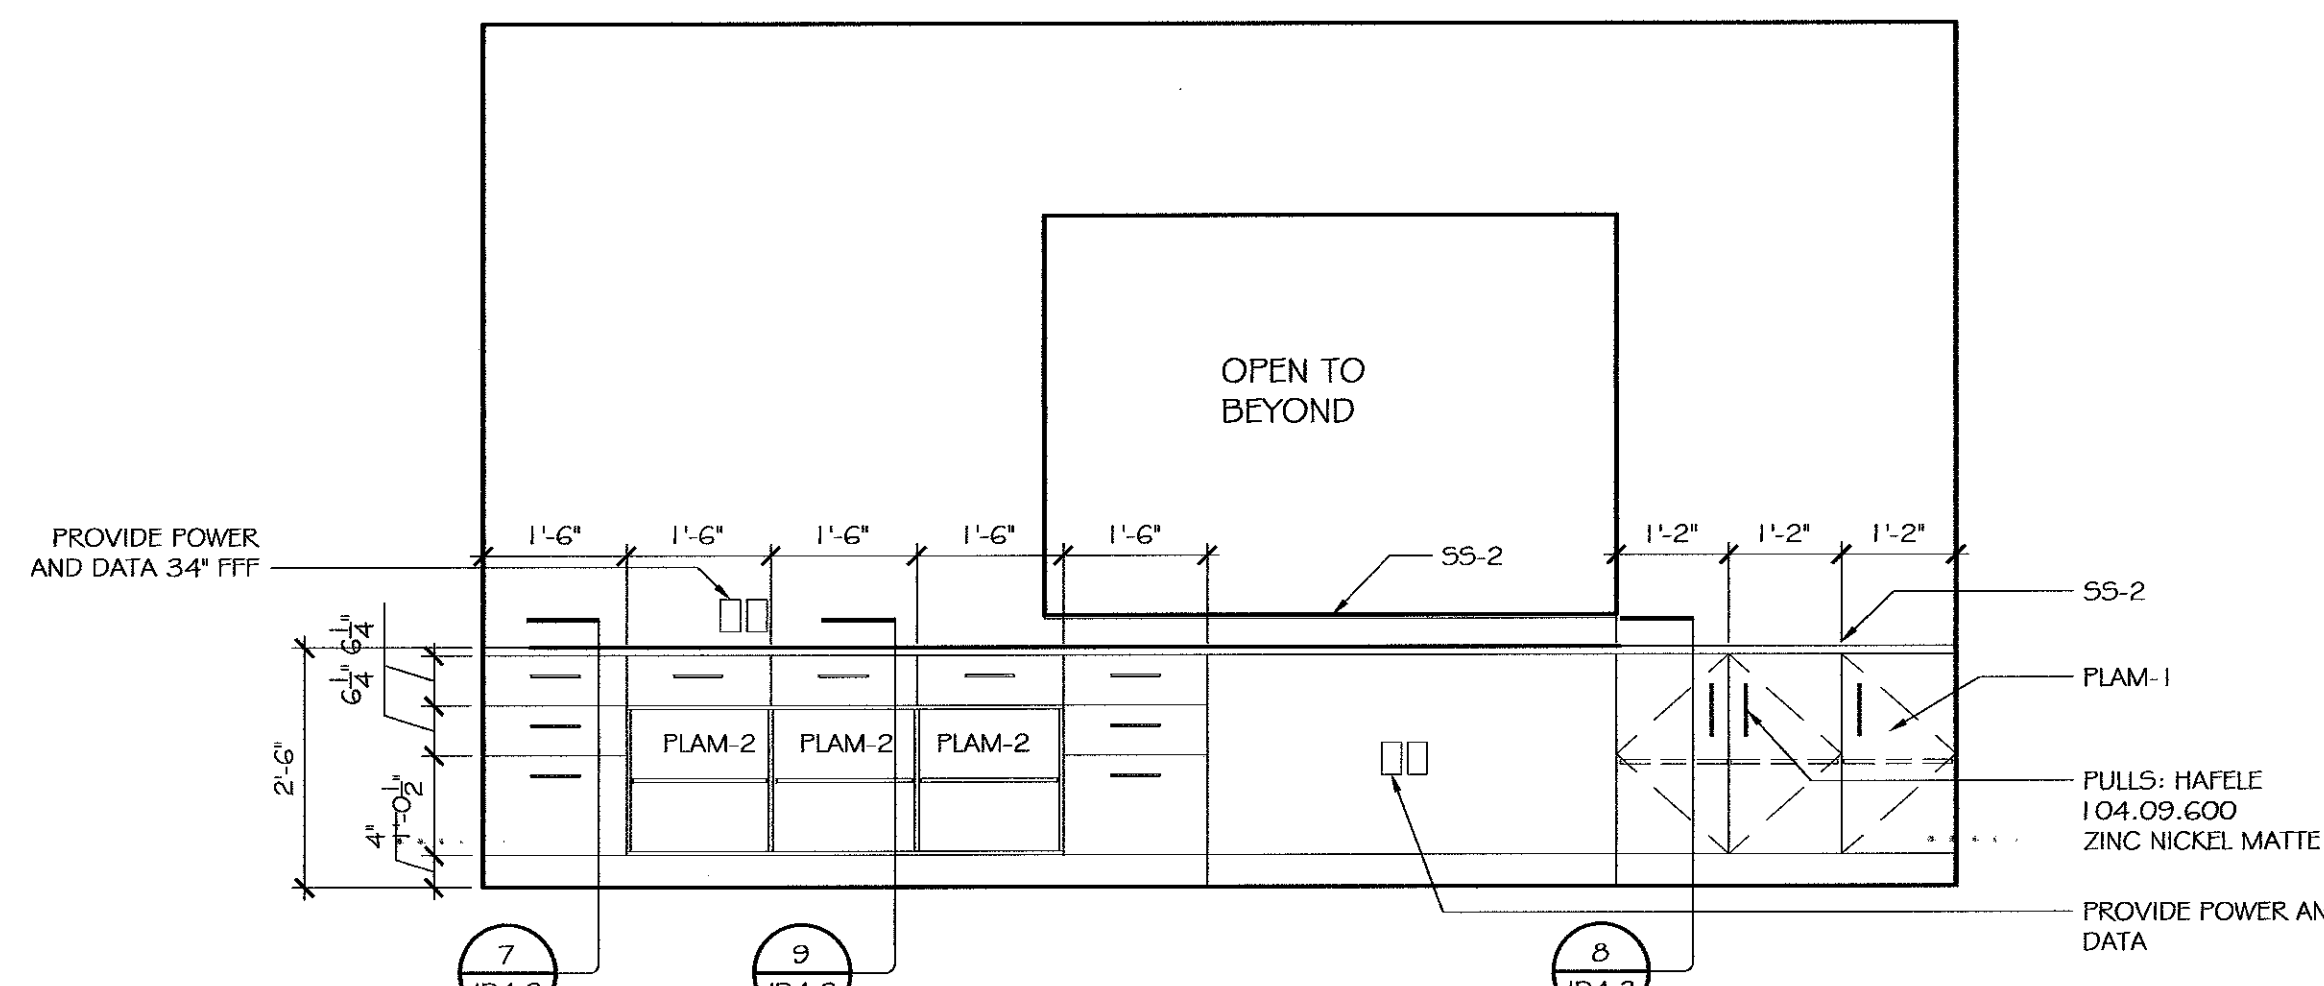 OPEN TO
BEYOND
PROVIDE POWER
AND DATA 34" FFF
1'-6" 1'-6" 1'-6" 1'-6" 1'-6"
1'-2" 1'-2" 1'-2"
SS-2
SS-2
6 1/4"
6 1/4"
2'-6"
1'-0 1/2"
4"
PLAM-2 PLAM-2 PLAM-2
PLAM-1
PULLS: HAFELE
104.09.600
ZINC NICKEL MATTE
PROVIDE POWER AN
DATA
7
9
8